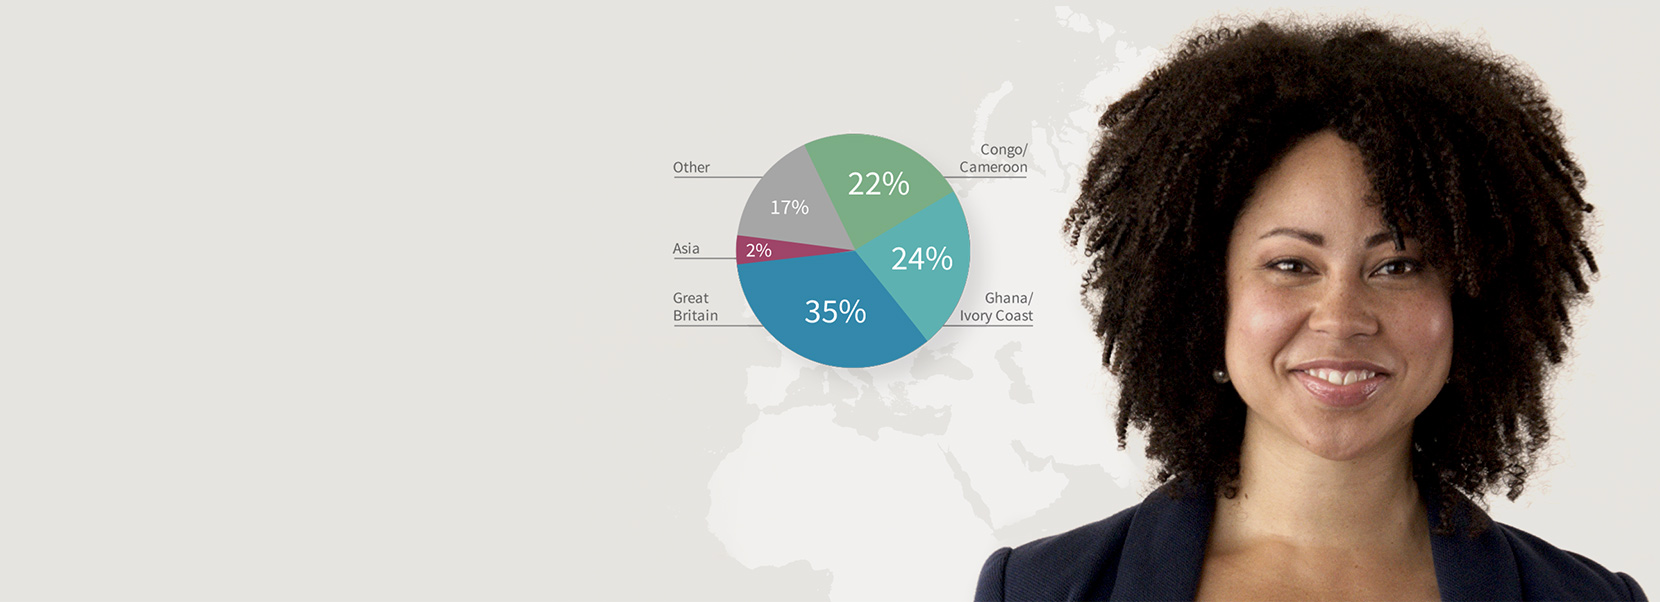 Other
17%
Asia
2%
Great
Britain
35%
22%
Congo/
Cameroon
24%
Ghana/
Ivory Coast